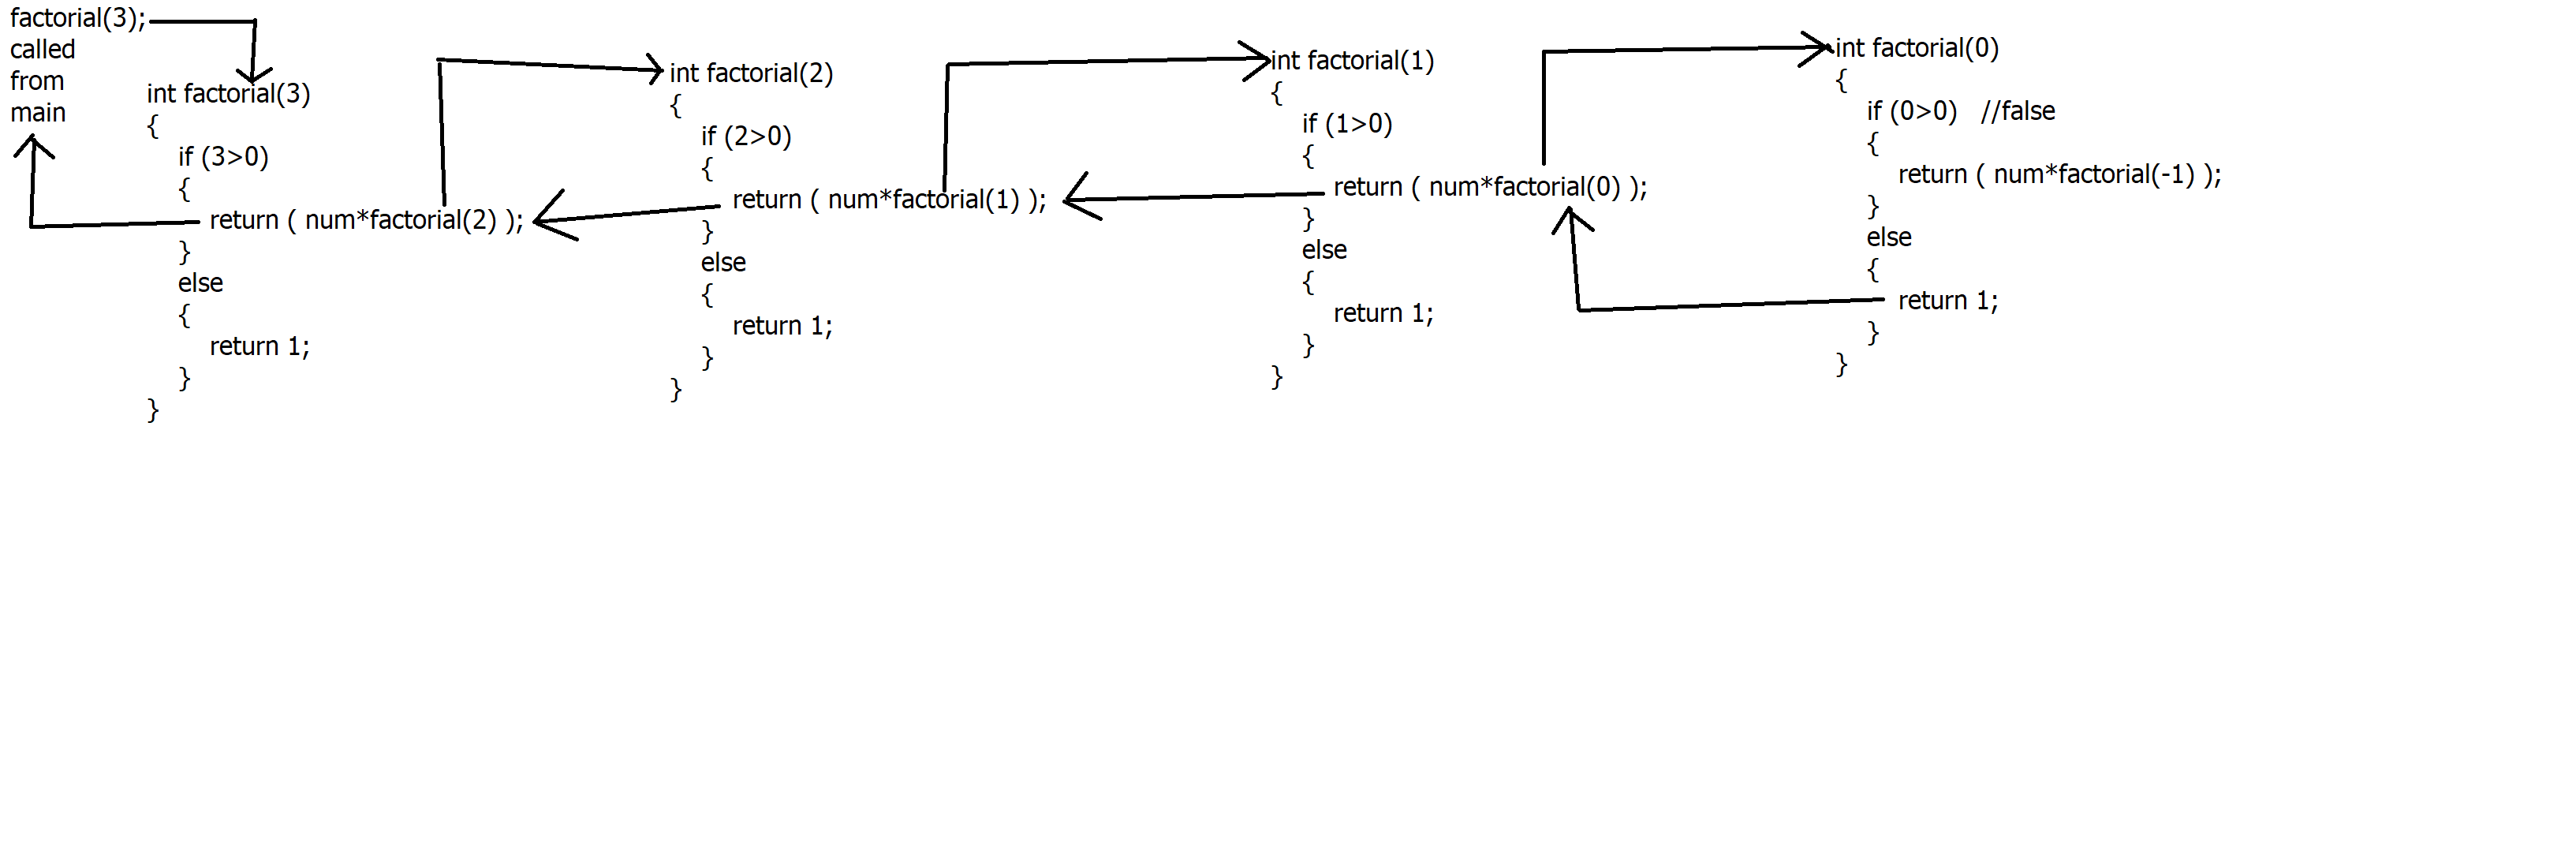 factorial(3);
called
from
main
int factorial(3)
{
if (3>0)
{
return ( num*factorial(2) );
}
else
{
return 1;
}
}
int factorial(2)
{
if (2>0)
{
return ( num*factorial(1) );
}
else
{
return 1;
}
}
int factorial(1)
{
if (1>0)
{
return ( num*factorial(0) );
}
else
{
return 1;
}
}
int factorial(0)
{
if (0>0) //false
{
return ( num*factorial(-1) );
}
else
{
return 1;
}
}